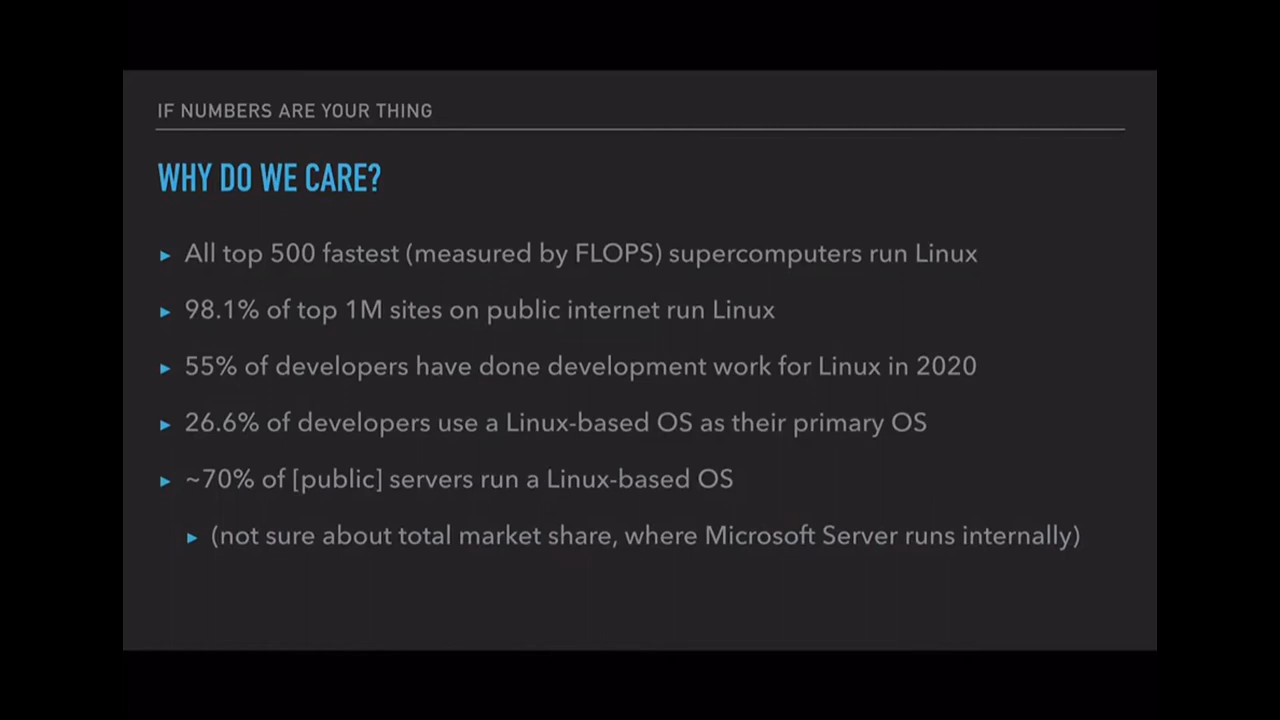 IF NUMBERS ARE YOUR THING
WHY DO WE CARE?
▸ All top 500 fastest (measured by FLOPS) supercomputers run Linux
▸ 98.1% of top 1M sites on public internet run Linux
▸ 55% of developers have done development work for Linux in 2020
▸ 26.6% of developers use a Linux-based OS as their primary OS
▸ ~70% of [public] servers run a Linux-based OS
▸ (not sure about total market share, where Microsoft Server runs internally)